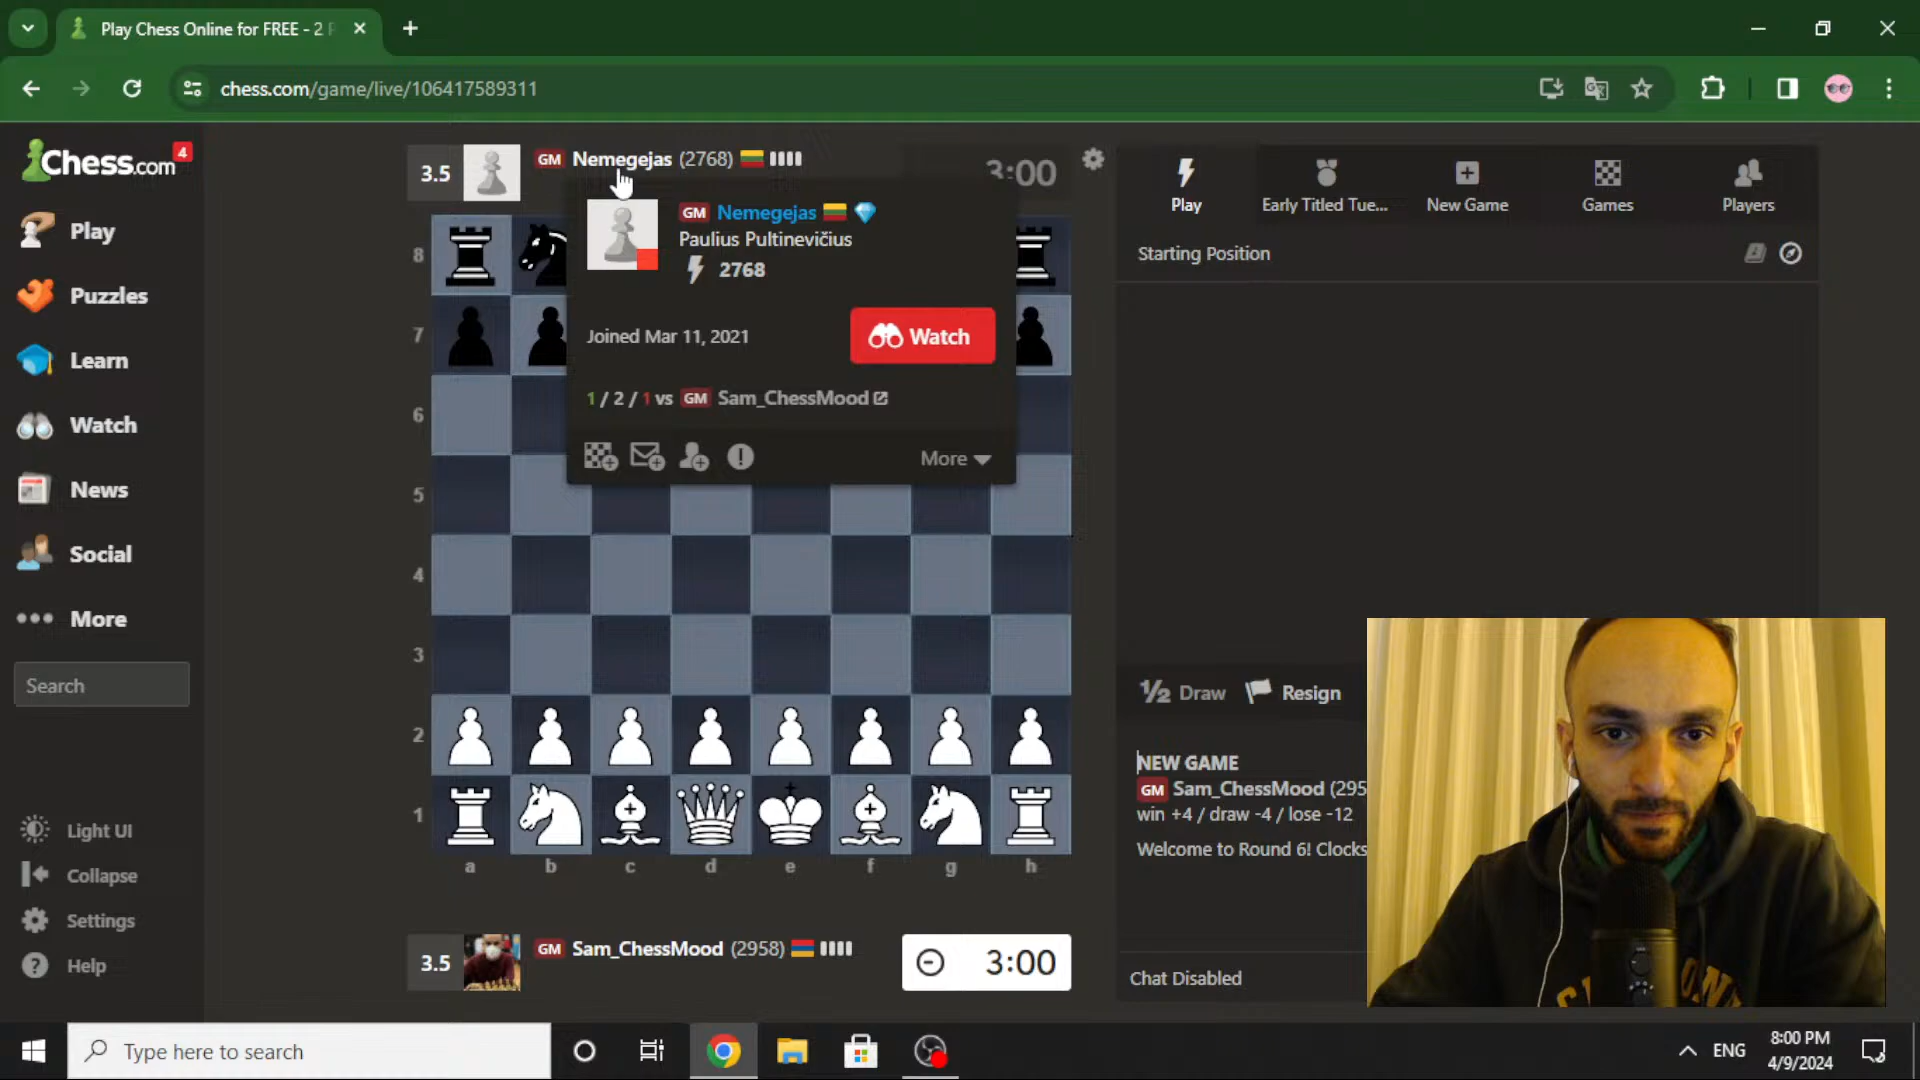 Play Chess Online for FREE - 2 P
chess.com/game/live/106417589311
Chess.com
4
Play
Puzzles
Learn
Watch
News
Social
More
Search
Light UI
Collapse
Settings
Help
3.5
GM Nemegejas (2768)
3:00
GM Nemegejas
Paulius Pultinevičius
2768
Joined Mar 11, 2021
Watch
1 / 2 / 1 vs GM Sam_ChessMood
More
8
7
6
5
4
3
2
1
a b c d e f g h
3.5
GM Sam_ChessMood (2958)
3:00
Play
Early Titled Tue...
New Game
Games
Players
Starting Position
½ Draw
Resign
NEW GAME
GM Sam_ChessMood (295
win +4 / draw -4 / lose -12
Welcome to Round 6! Clocks
Chat Disabled
Type here to search
ENG
8:00 PM
4/9/2024